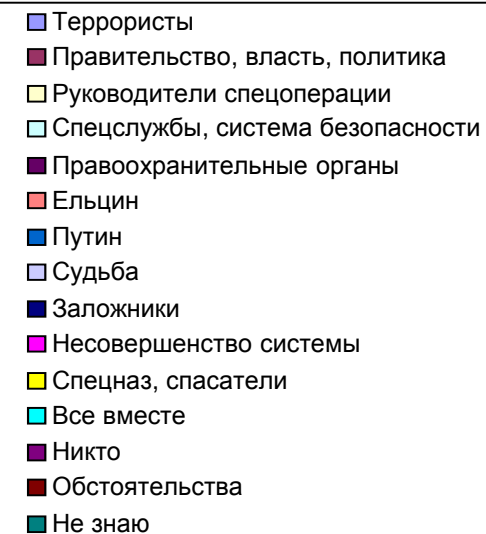 Террористы
Правительство, власть, политика
Руководители спецоперации
Спецслужбы, система безопасности
Правоохранительные органы
Ельцин
Путин
Судьба
Заложники
Несовершенство системы
Спецназ, спасатели
Все вместе
Никто
Обстоятельства
Не знаю